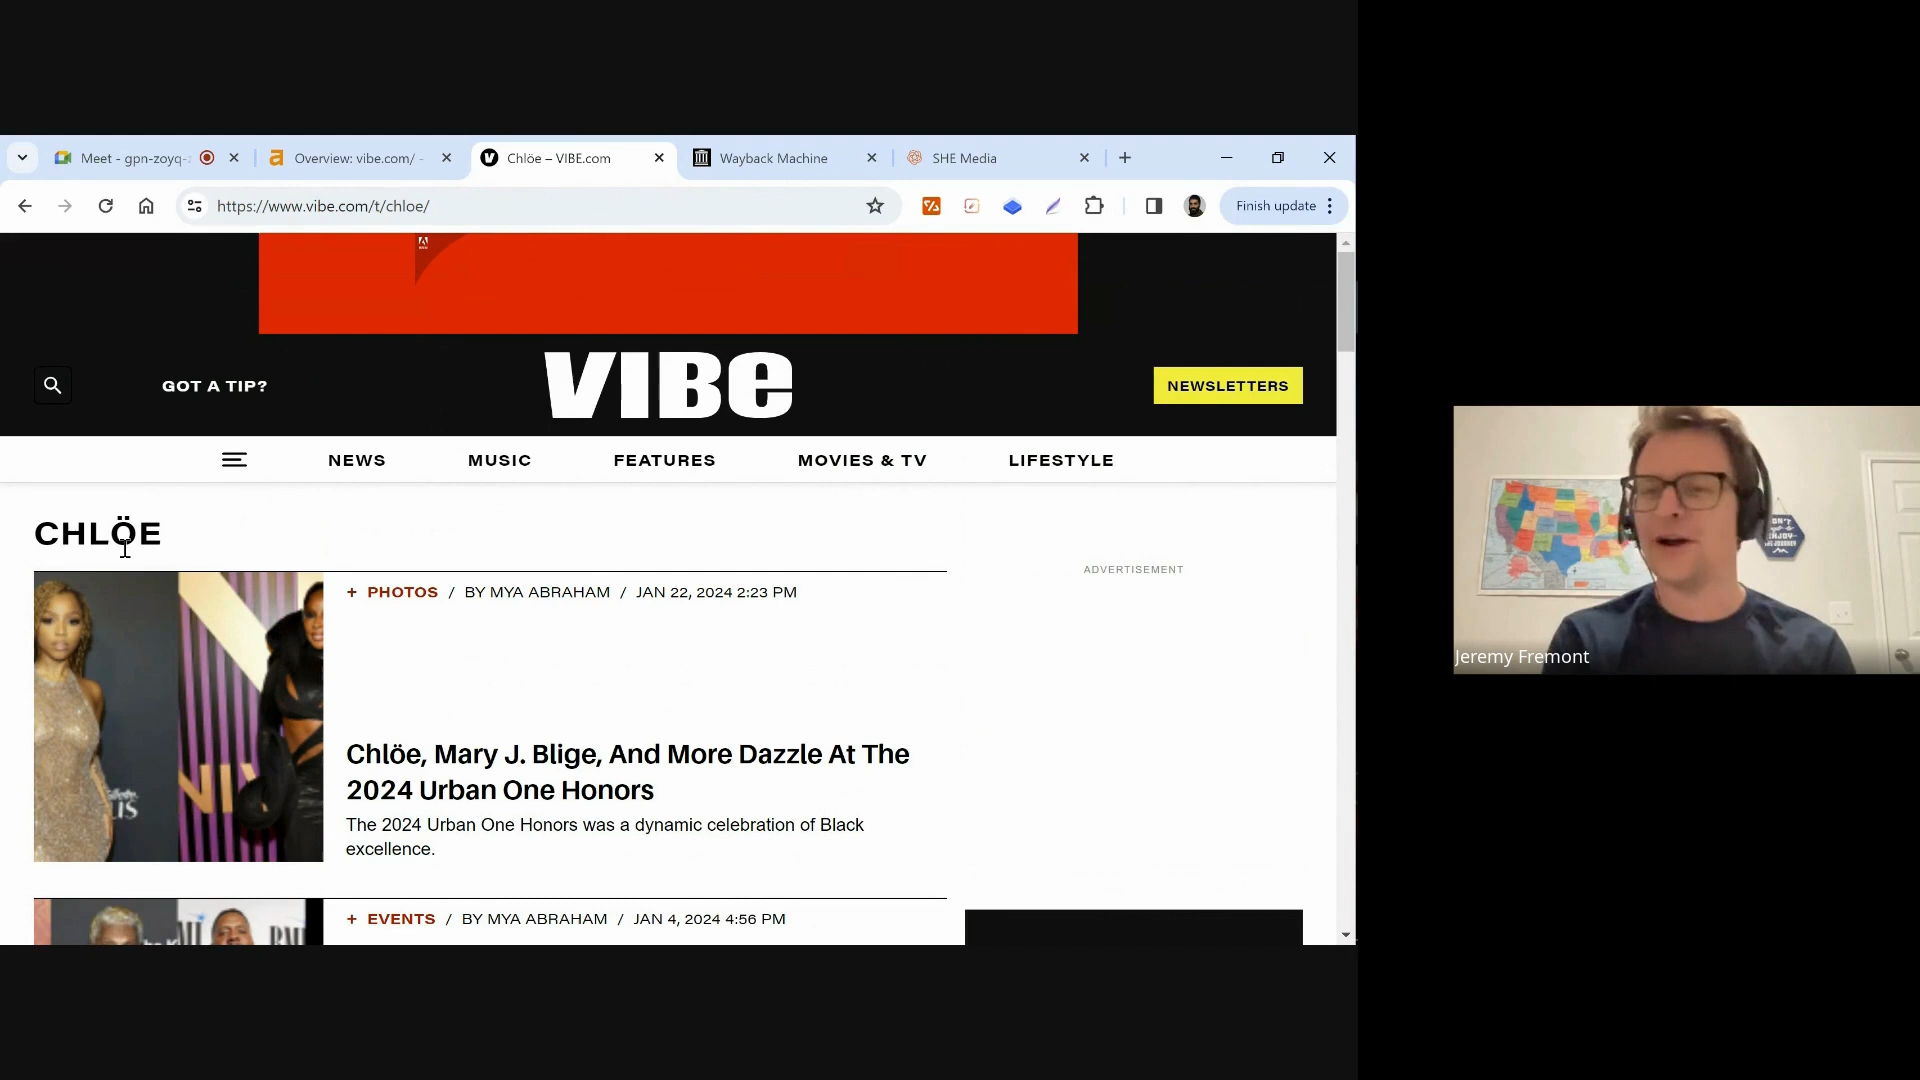 Meet - gpn-zoyq-
Overview: vibe.com/ -
Chlöe – VIBE.com
Wayback Machine
SHE Media
https://www.vibe.com/t/chloe/
Finish update
GOT A TIP?
VIBE
NEWSLETTERS
NEWS
MUSIC
FEATURES
MOVIES & TV
LIFESTYLE
CHLÖE
ADVERTISEMENT
+ PHOTOS / BY MYA ABRAHAM / JAN 22, 2024 2:23 PM
Chlöe, Mary J. Blige, And More Dazzle At The
2024 Urban One Honors
The 2024 Urban One Honors was a dynamic celebration of Black
excellence.
+ EVENTS / BY MYA ABRAHAM / JAN 4, 2024 4:56 PM
Jeremy Fremont